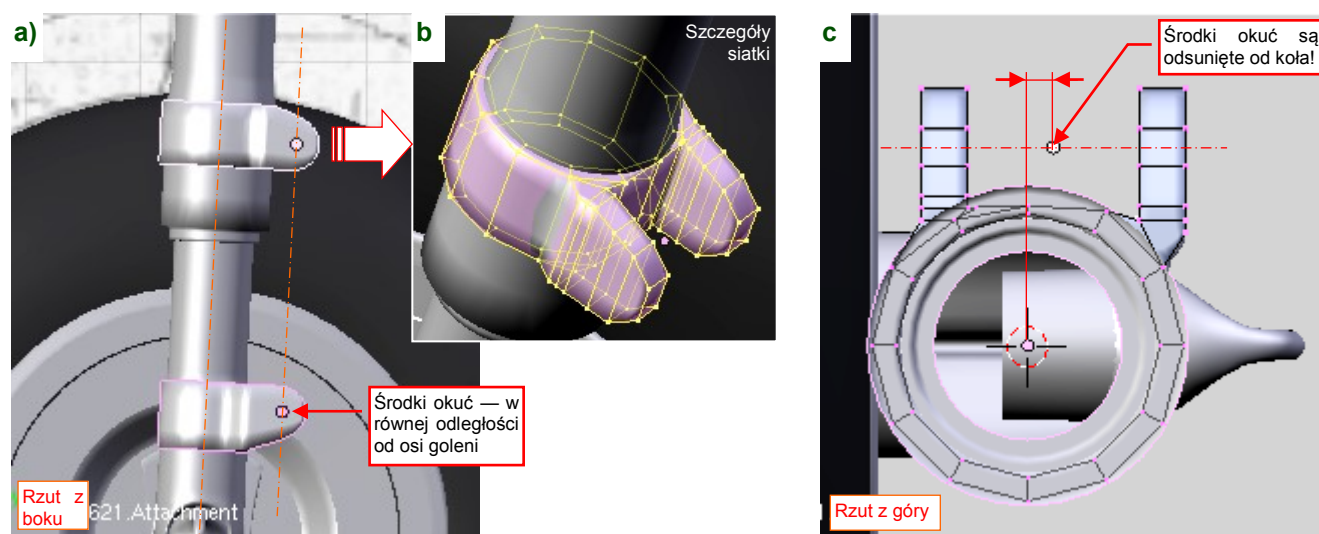 a)
b
Szczegóły
siatki
c
Środki okuć są
odsunięte od koła!
Środki okuć — w
równej odległości
od osi goleni
Rzut z
boku
621.Attachment
Rzut z góry